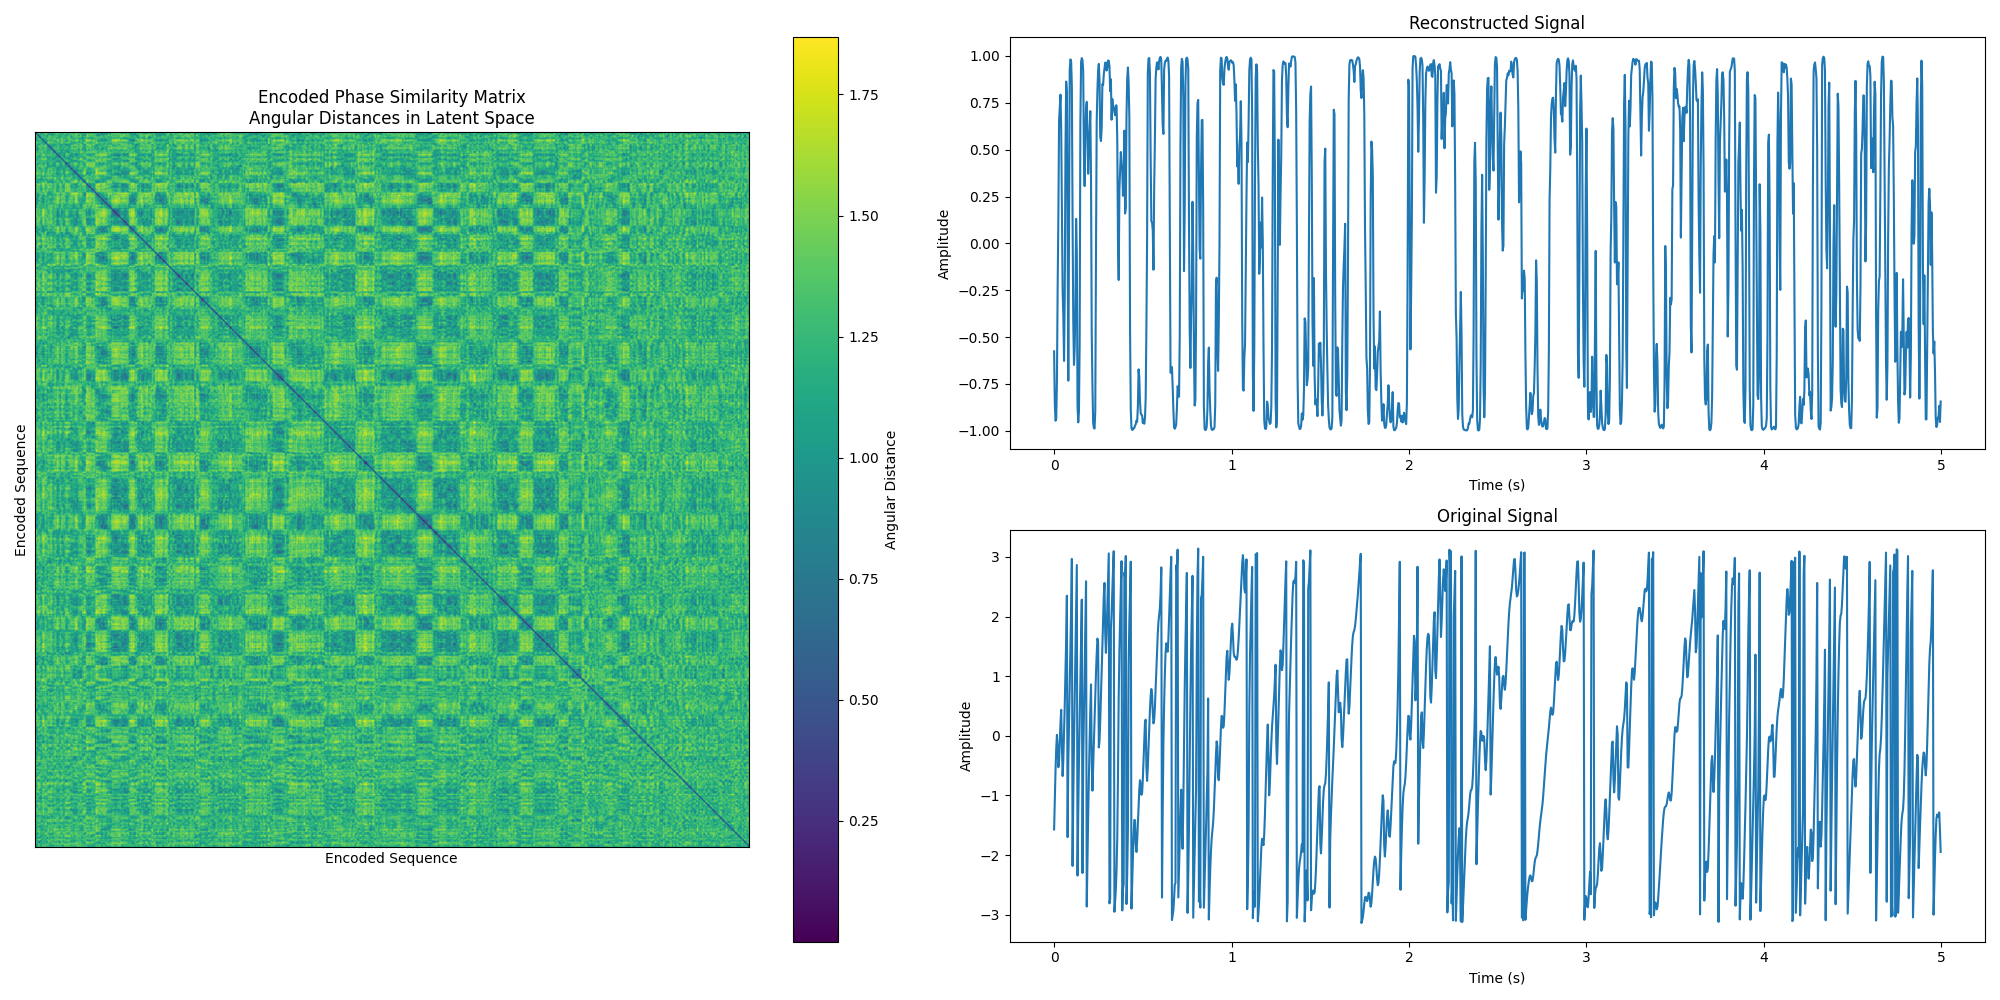 Encoded Phase Similarity Matrix
Angular Distances in Latent Space
Encoded Sequence
Encoded Sequence
1.75
1.50
1.25
1.00
0.75
0.50
0.25
Angular Distance
Reconstructed Signal
Amplitude
1.00
0.75
0.50
0.25
0.00
−0.25
−0.50
−0.75
−1.00
0 1 2 3 4 5
Time (s)
Original Signal
Amplitude
3
2
1
0
−1
−2
−3
0 1 2 3 4 5
Time (s)